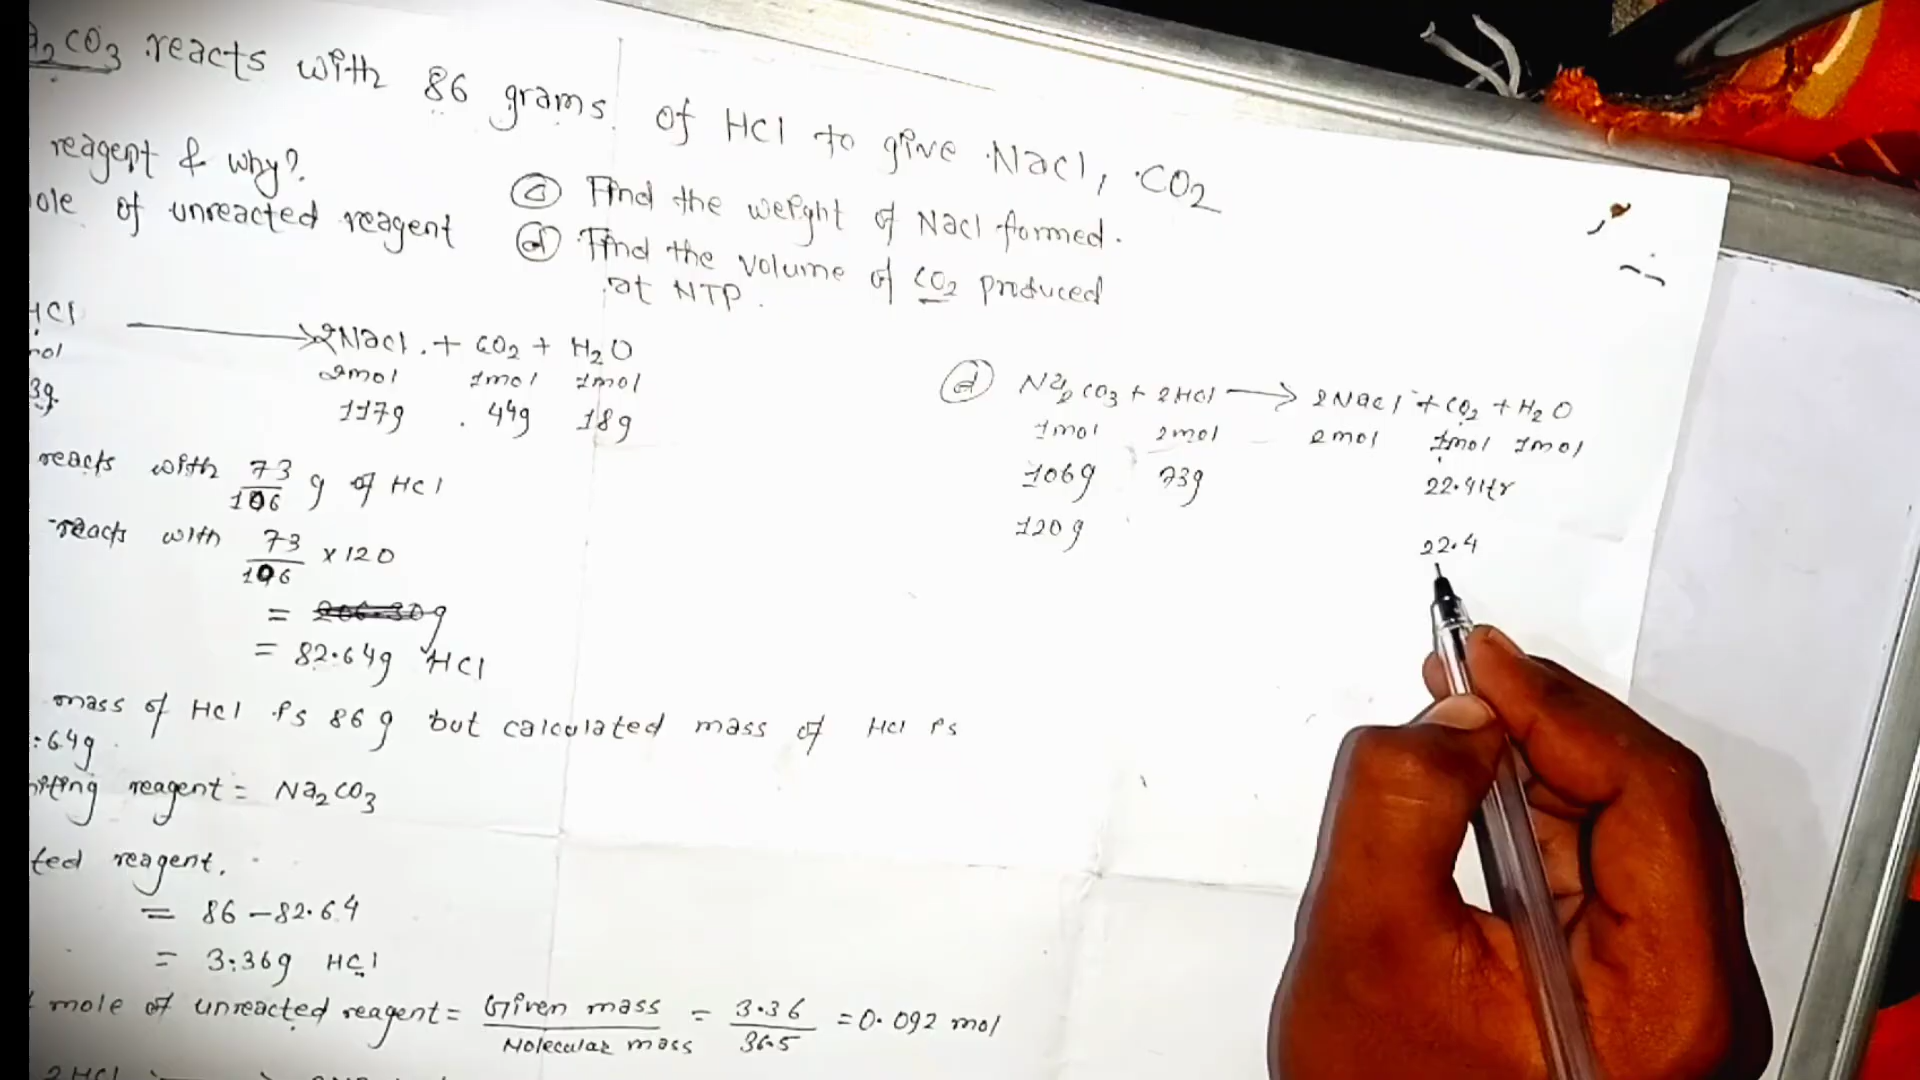 a2CO3 reacts with 86 grams of HCl to give NaCl, CO2
reagent & why?
ole of unreacted reagent
ⓒ Find the weight of NaCl formed.
ⓓ Find the volume of CO2 produced
at NTP.
HCl ⟶ 2NaCl + CO2 + H2O
mol 2mol 1mol 1mol
3g 117g 44g 18g
reacts with 73/106 g of HCl
reacts with 73/106 × 120
=
= 82.64g HCl
mass of HCl is 86g but calculated mass of HCl is
.64g
iting reagent = Na2CO3
ted reagent.
= 86 - 82.64
= 3.36g HCl
mole of unreacted reagent = Given mass/Molecular mass = 3.36/36.5 = 0.092 mol
2HCl
ⓓ Na2CO3 + 2HCl ⟶ 2NaCl + CO2 + H2O
1mol 2mol 2mol 1mol 1mol
106g 73g 22.4ltr
120g 22.4